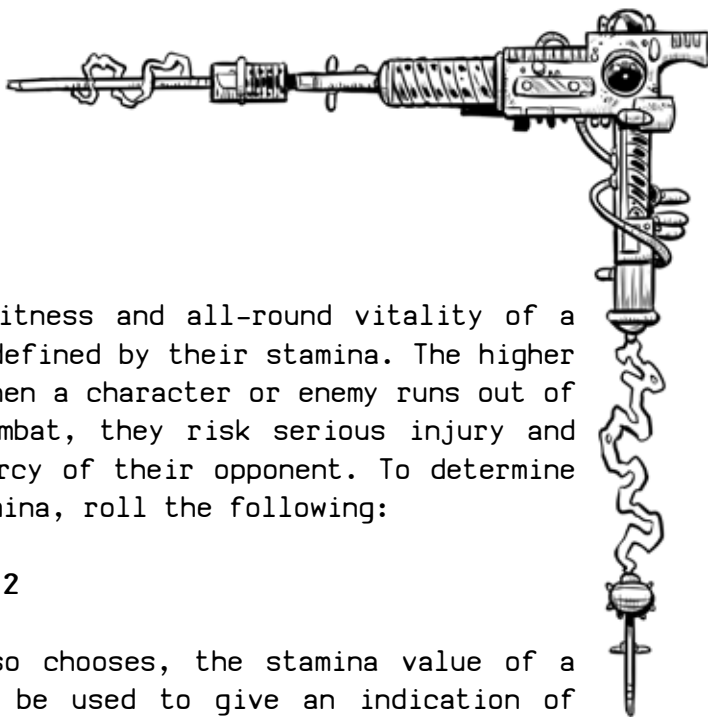 itness and all-round vitality of a
defined by their stamina. The higher
hen a character or enemy runs out of
mbat, they risk serious injury and
rcy of their opponent. To determine
mina, roll the following:
2
so chooses, the stamina value of a
be used to give an indication of